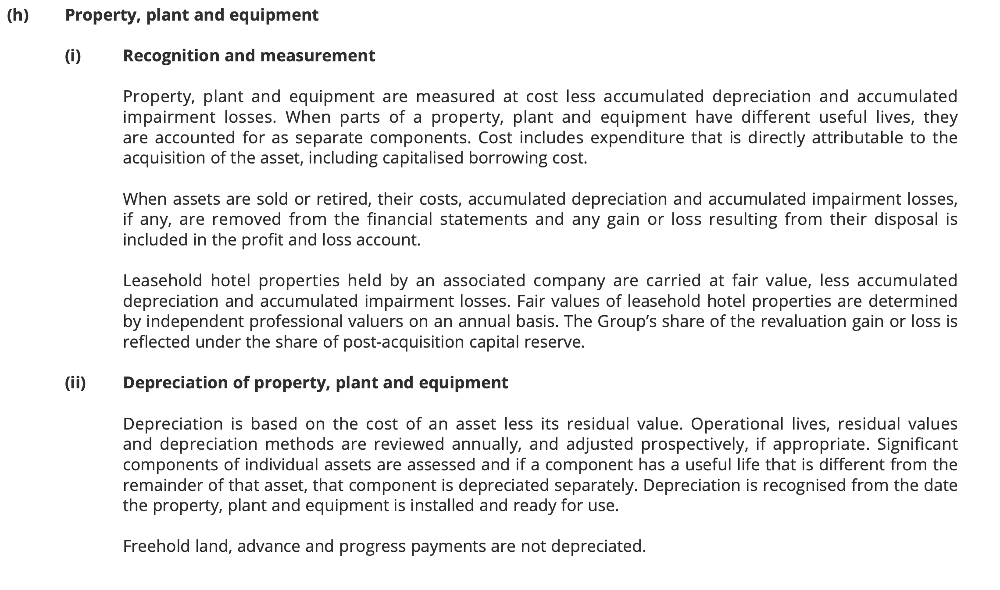 (h) Property, plant and equipment
(i) Recognition and measurement
Property, plant and equipment are measured at cost less accumulated depreciation and accumulated
impairment losses. When parts of a property, plant and equipment have different useful lives, they
are accounted for as separate components. Cost includes expenditure that is directly attributable to the
acquisition of the asset, including capitalised borrowing cost.
When assets are sold or retired, their costs, accumulated depreciation and accumulated impairment losses,
if any, are removed from the financial statements and any gain or loss resulting from their disposal is
included in the profit and loss account.
Leasehold hotel properties held by an associated company are carried at fair value, less accumulated
depreciation and accumulated impairment losses. Fair values of leasehold hotel properties are determined
by independent professional valuers on an annual basis. The Group’s share of the revaluation gain or loss is
reflected under the share of post-acquisition capital reserve.
(ii) Depreciation of property, plant and equipment
Depreciation is based on the cost of an asset less its residual value. Operational lives, residual values
and depreciation methods are reviewed annually, and adjusted prospectively, if appropriate. Significant
components of individual assets are assessed and if a component has a useful life that is different from the
remainder of that asset, that component is depreciated separately. Depreciation is recognised from the date
the property, plant and equipment is installed and ready for use.
Freehold land, advance and progress payments are not depreciated.